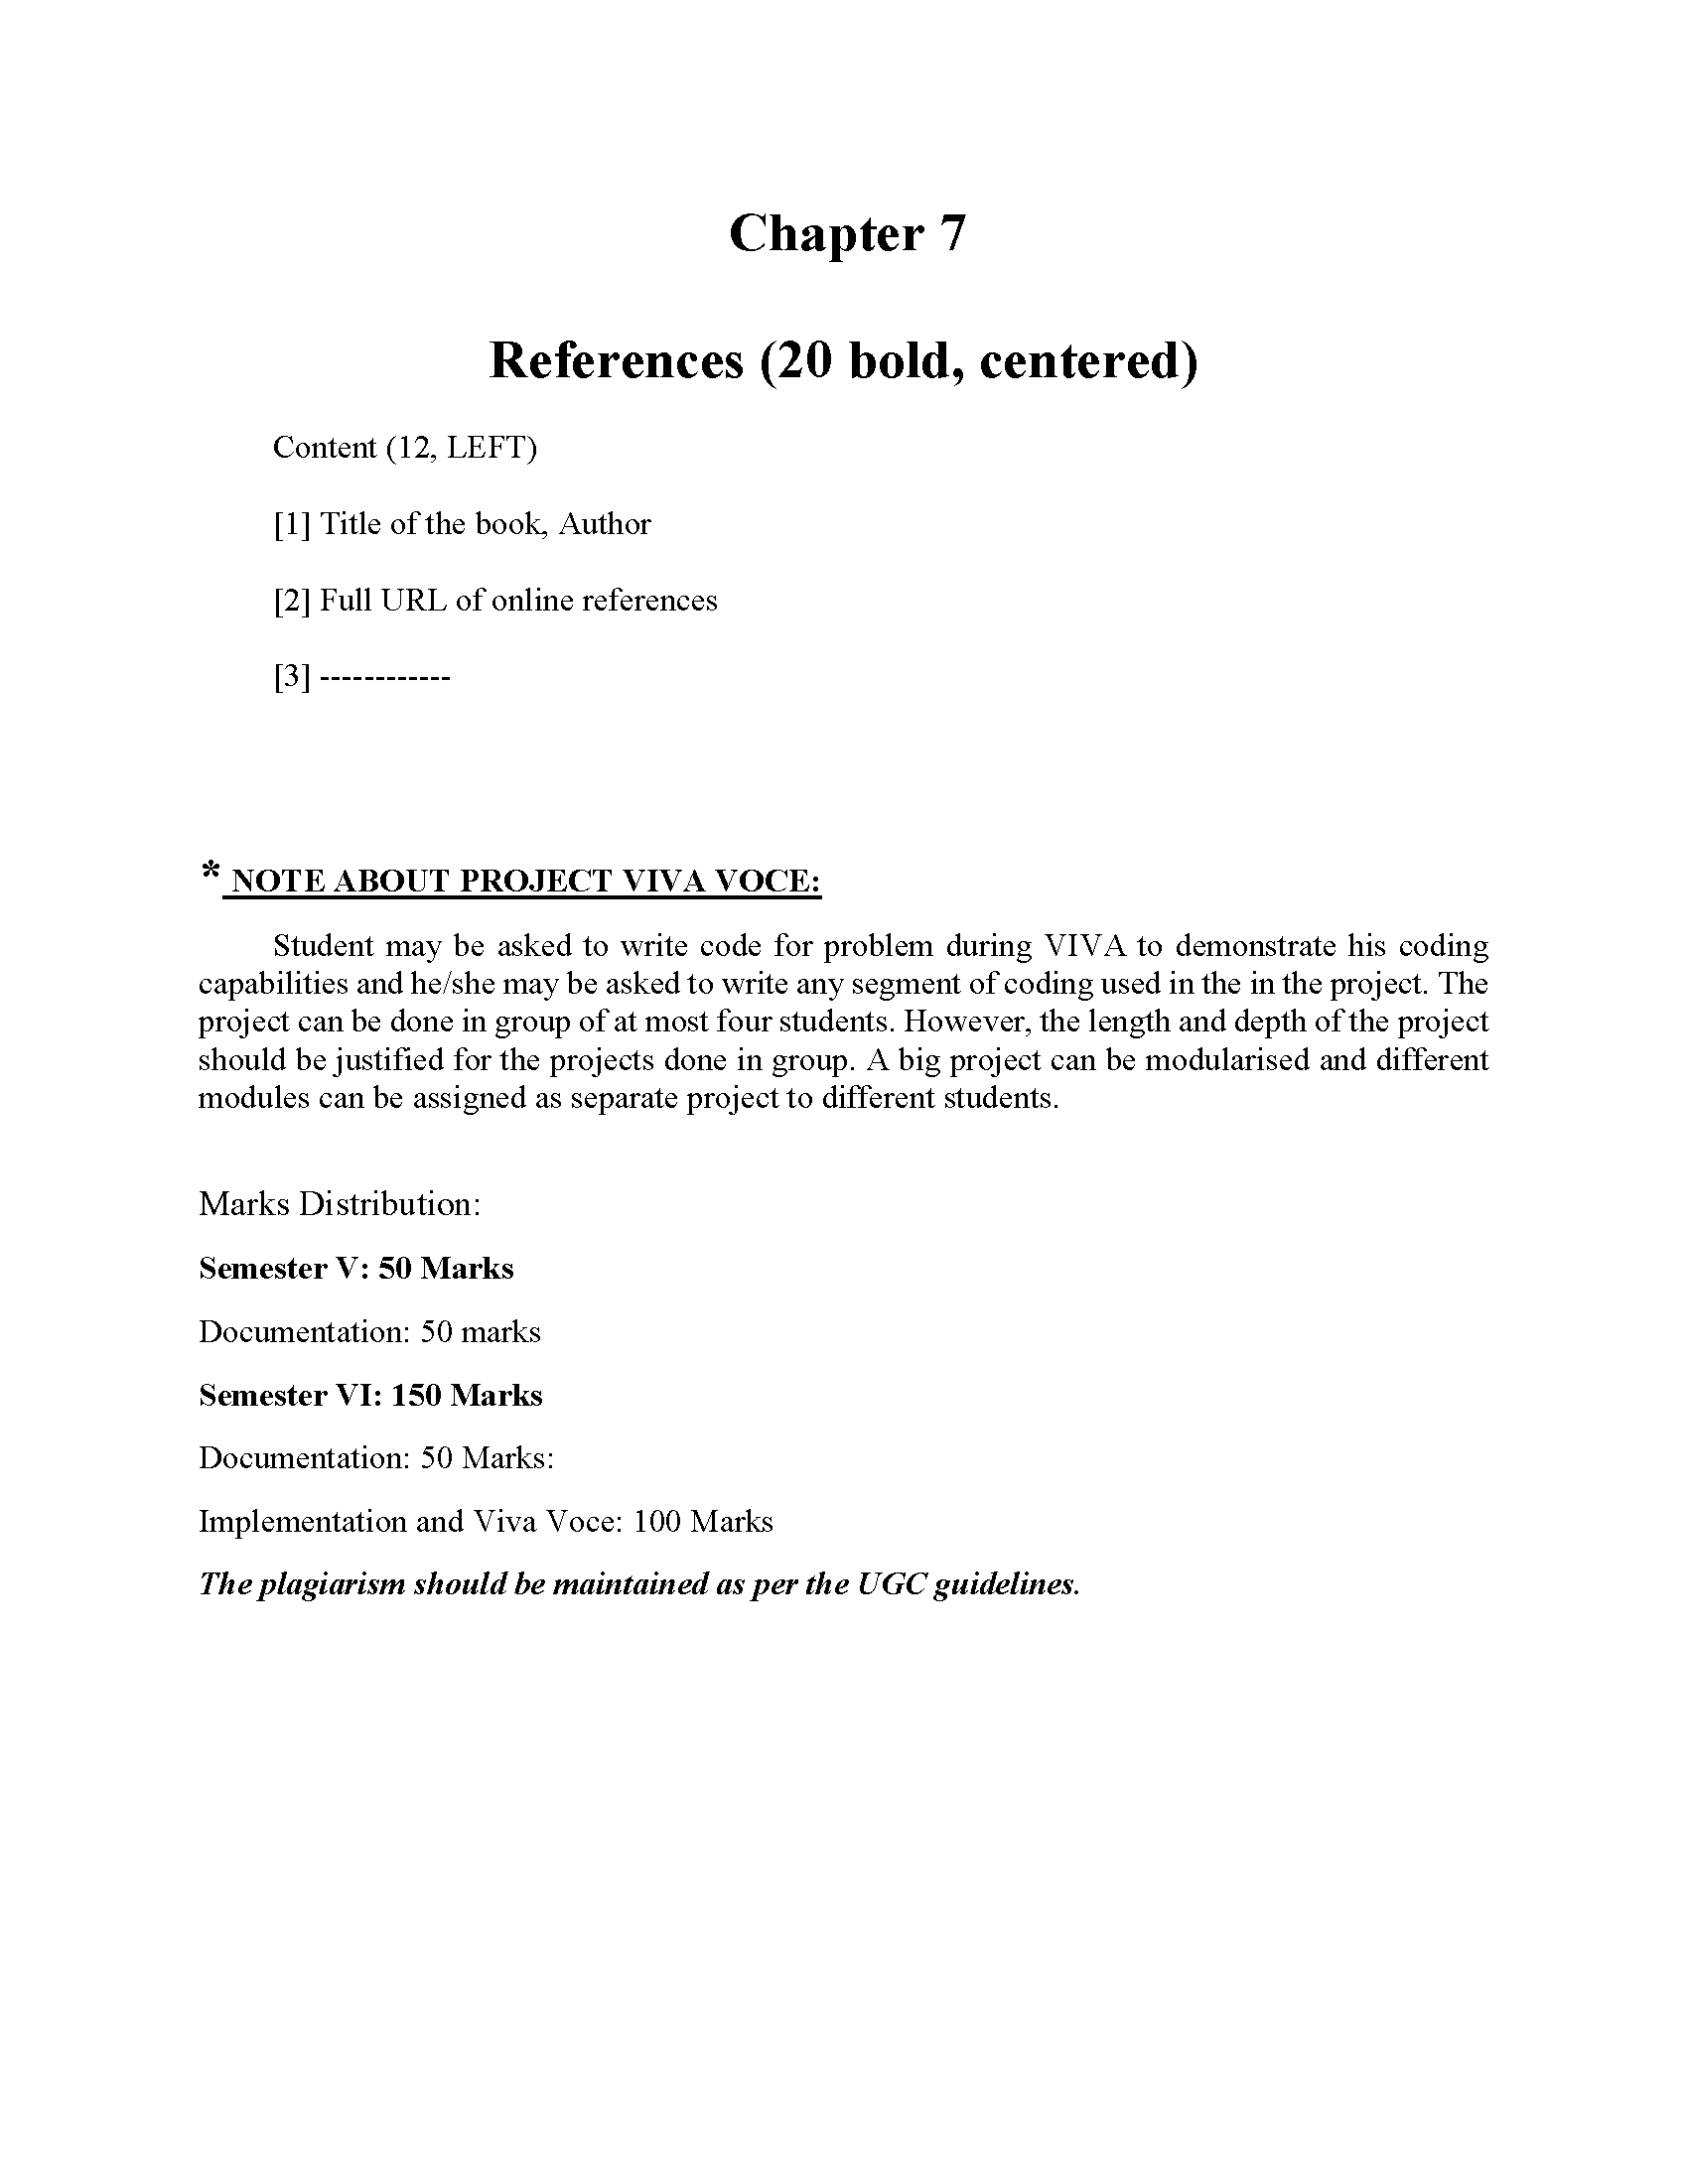 Chapter 7
References (20 bold, centered)
Content (12, LEFT)
[1] Title of the book, Author
[2] Full URL of online references
[3] ------------
* NOTE ABOUT PROJECT VIVA VOCE:
Student may be asked to write code for problem during VIVA to demonstrate his coding
capabilities and he/she may be asked to write any segment of coding used in the in the project. The
project can be done in group of at most four students. However, the length and depth of the project
should be justified for the projects done in group. A big project can be modularised and different
modules can be assigned as separate project to different students.
Marks Distribution:
Semester V: 50 Marks
Documentation: 50 marks
Semester VI: 150 Marks
Documentation: 50 Marks:
Implementation and Viva Voce: 100 Marks
The plagiarism should be maintained as per the UGC guidelines.